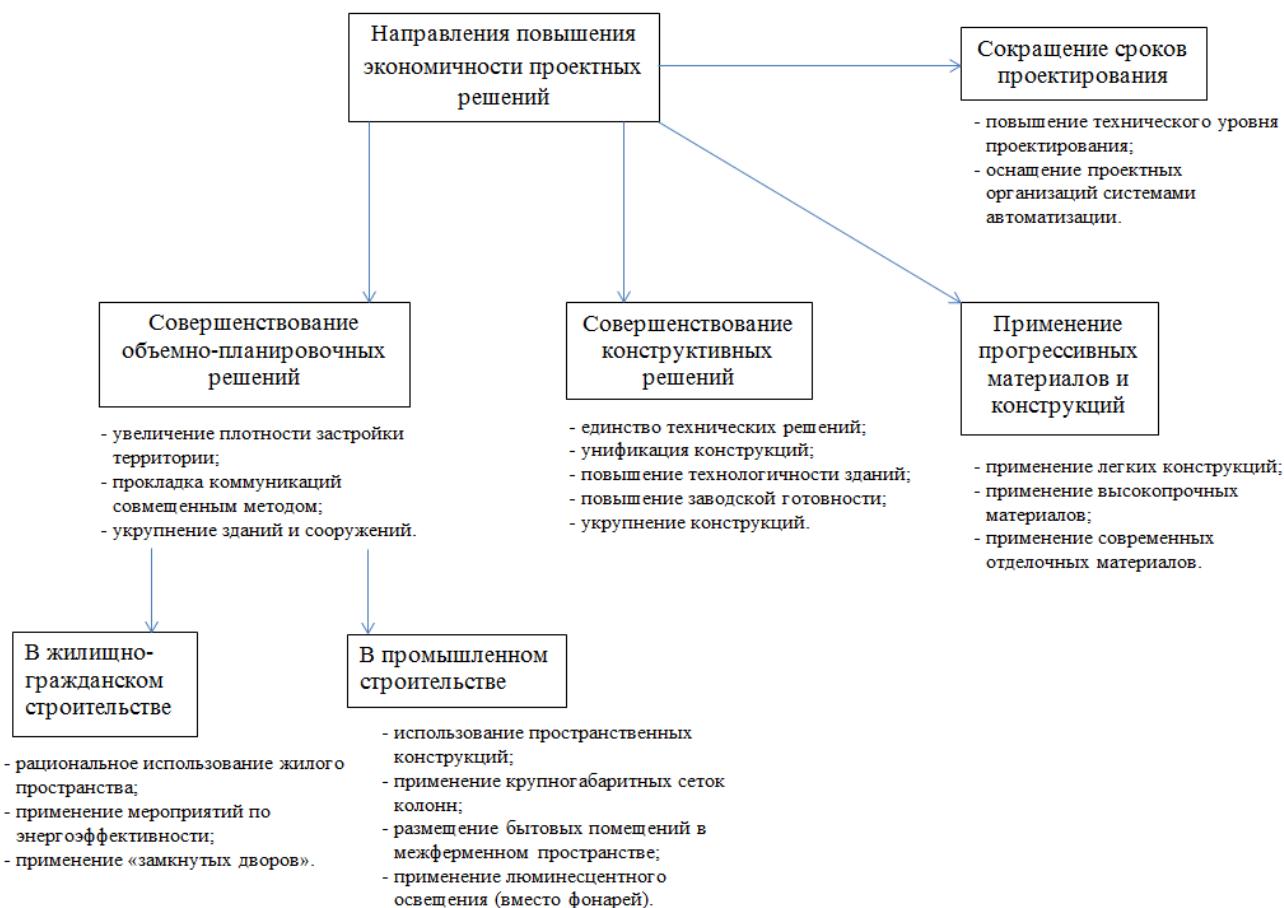 Направления повышения
экономичности проектных
решений
Сокращение сроков
проектирования
- повышение технического уровня
проектирования;
- оснащение проектных
организаций системами
автоматизации.
Совершенствование
объемно-планировочных
решений
- увеличение плотности застройки
территории;
- прокладка коммуникаций
совмещенным методом;
- укрупнение зданий и сооружений.
Совершенствование
конструктивных
решений
- единство технических решений;
- унификация конструкций;
- повышение технологичности зданий;
- повышение заводской готовности;
- укрупнение конструкций.
Применение
прогрессивных
материалов и
конструкций
- применение легких конструкций;
- применение высокопрочных
материалов;
- применение современных
отделочных материалов.
В жилищно-
гражданском
строительстве
- рациональное использование жилого
пространства;
- применение мероприятий по
энергоэффективности;
- применение «замкнутых дворов».
В промышленном
строительстве
- использование пространственных
конструкций;
- применение крупногабаритных сеток
колонн;
- размещение бытовых помещений в
межферменном пространстве;
- применение люминесцентного
освещения (вместо фонарей).